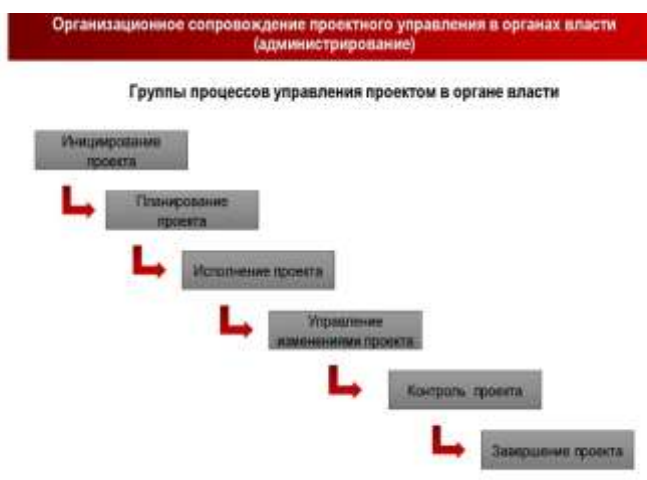 Организационное сопровождение проектного управления в органах власти
(администрирование)
Группы процессов управления проектом в органе власти
Инициирование
проекта
Планирование
проекта
Исполнение проекта
Управление
изменениями проекта
Контроль проекта
Завершение проекта